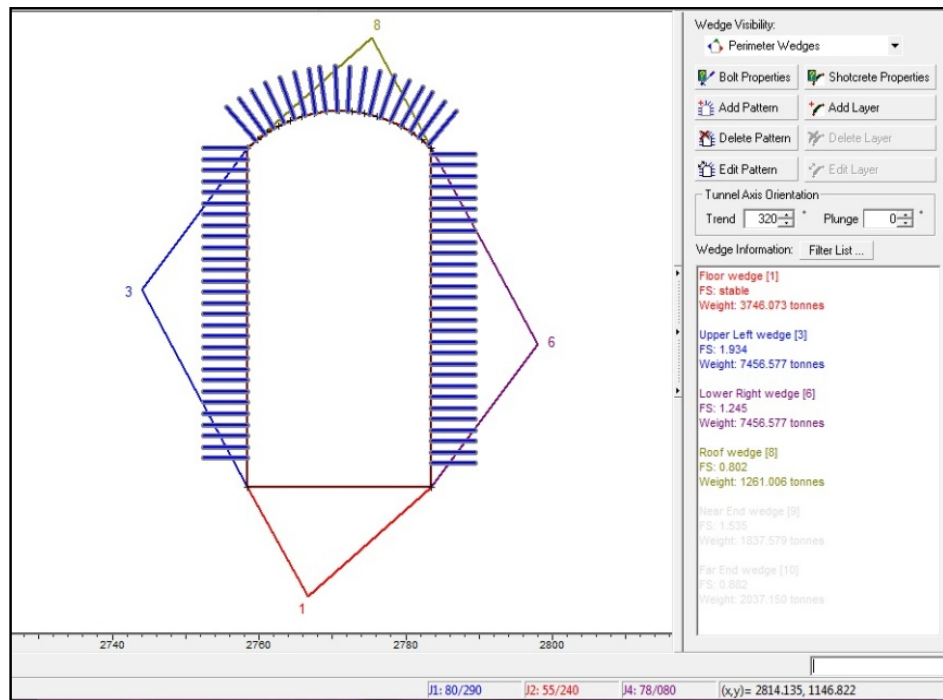 8
3
6
1
2740 2760 2780 2800
Wedge Visibility:
Perimeter Wedges
Bolt Properties Shotcrete Properties
Add Pattern Add Layer
Delete Pattern Delete Layer
Edit Pattern Edit Layer
Tunnel Axis Orientation
Trend 320 ° Plunge 0 °
Wedge Information: Filter List ...
Floor wedge [1]
FS: stable
Weight: 3746.073 tonnes
Upper Left wedge [3]
FS: 1.934
Weight: 7456.577 tonnes
Lower Right wedge [6]
FS: 1.245
Weight: 7456.577 tonnes
Roof wedge [8]
FS: 0.802
Weight: 1261.006 tonnes
Near End wedge [9]
FS: 1.535
Weight: 1837.579 tonnes
Far End wedge [10]
FS: 0.882
Weight: 2037.150 tonnes
J1: 80/290 J2: 55/240 J4: 78/080 (x,y)= 2814.135, 1146.822